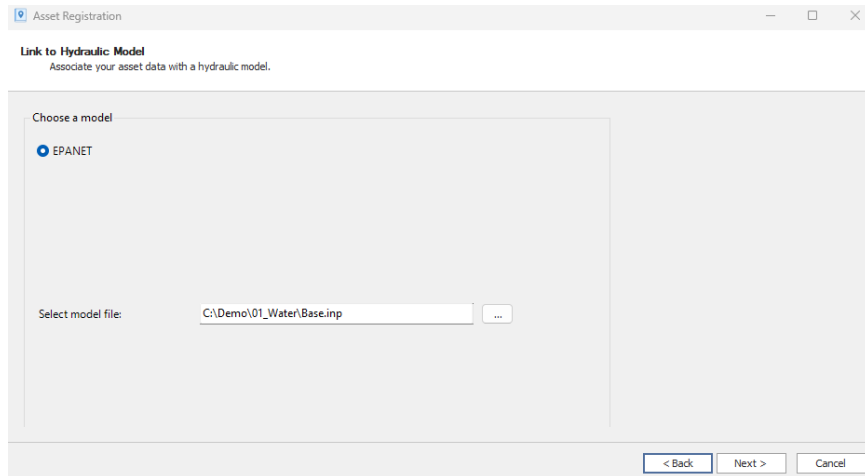 Asset Registration
Link to Hydraulic Model
Associate your asset data with a hydraulic model.
Choose a model
EPANET
Select model file:
C:\Demo\01_Water\Base.inp
...
< Back
Next >
Cancel